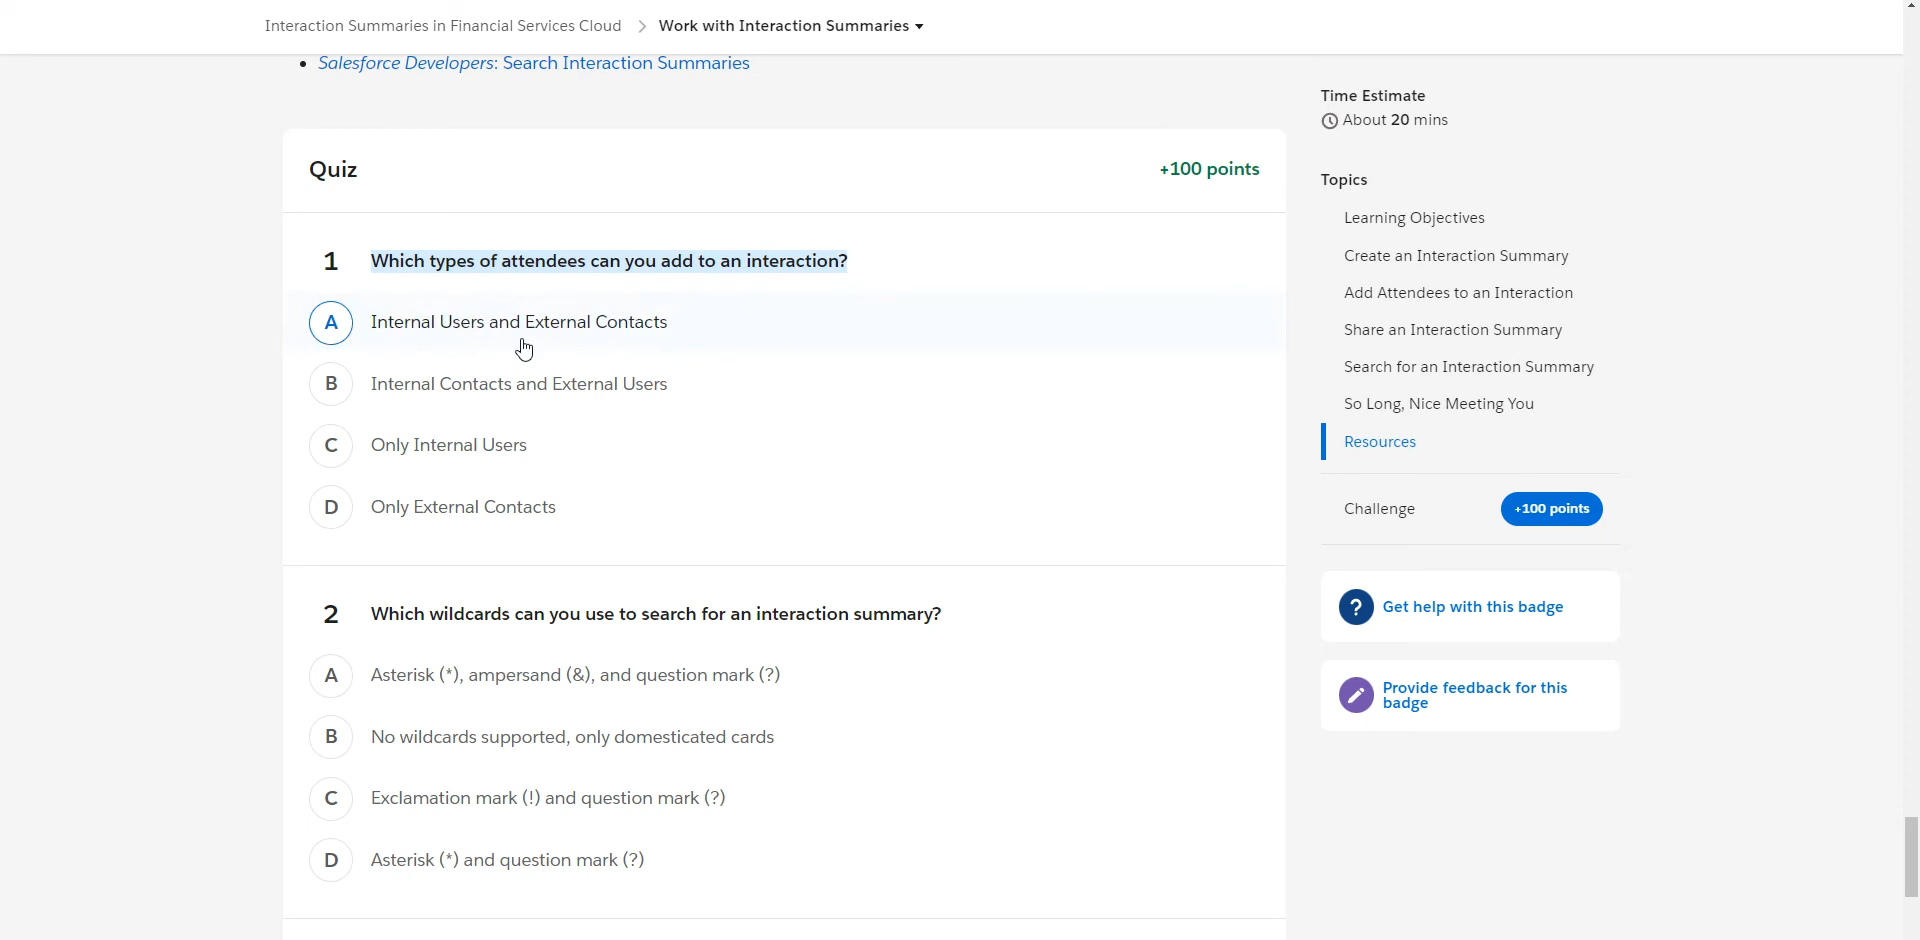 Interaction Summaries in Financial Services Cloud > Work with Interaction Summaries
Salesforce Developers: Search Interaction Summaries
Quiz
+100 points
1 Which types of attendees can you add to an interaction?
A Internal Users and External Contacts
B Internal Contacts and External Users
C Only Internal Users
D Only External Contacts
2 Which wildcards can you use to search for an interaction summary?
A Asterisk (*), ampersand (&), and question mark (?)
B No wildcards supported, only domesticated cards
C Exclamation mark (!) and question mark (?)
D Asterisk (*) and question mark (?)
Time Estimate
About 20 mins
Topics
Learning Objectives
Create an Interaction Summary
Add Attendees to an Interaction
Share an Interaction Summary
Search for an Interaction Summary
So Long, Nice Meeting You
Resources
Challenge +100 points
? Get help with this badge
Provide feedback for this
badge